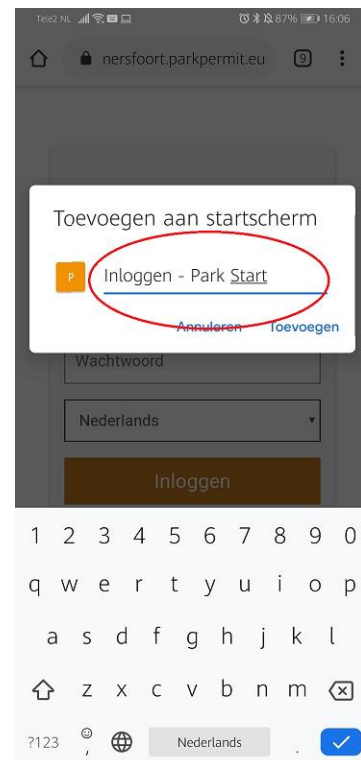 Tele2 NL 87% 16:06
nersfoort.parkpermit.eu 9
Toevoegen aan startscherm
P Inloggen - Park Start
Annuleren Toevoegen
Wachtwoord
Nederlands
Inloggen
1 2 3 4 5 6 7 8 9 0
q w e r t y u i o p
a s d f g h j k l
z x c v b n m
?123 , Nederlands .